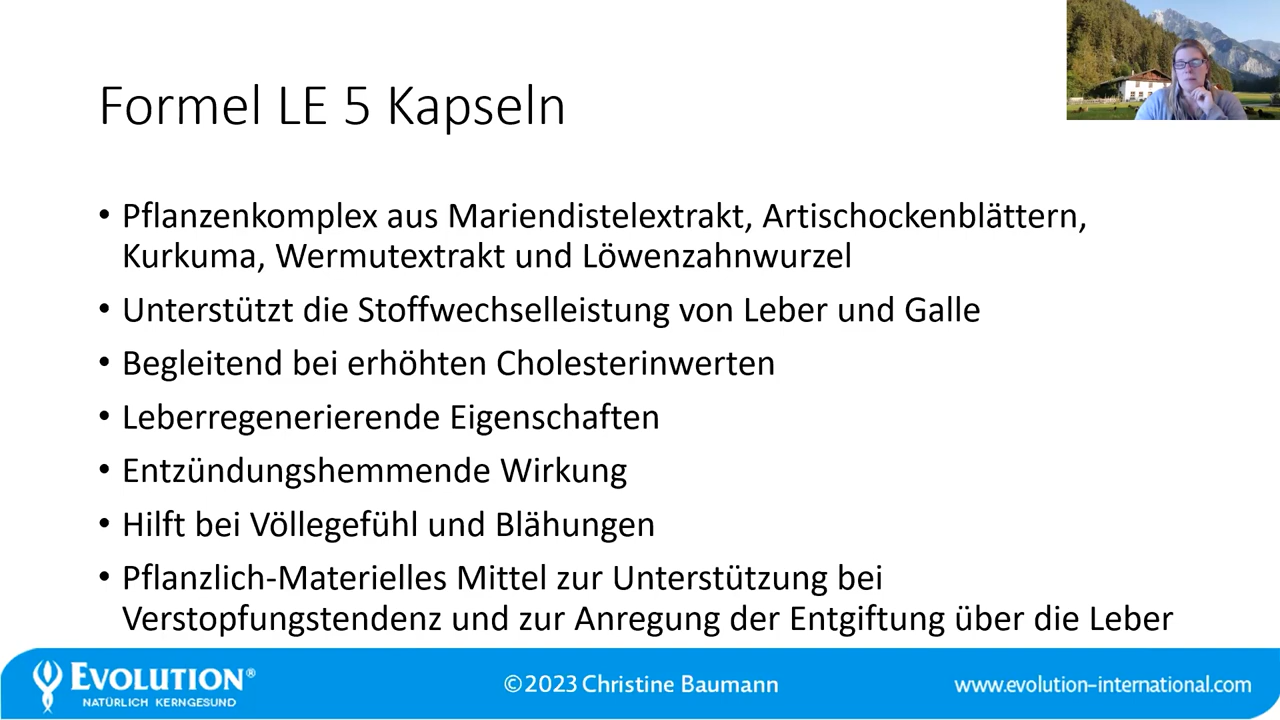 Formel LE 5 Kapseln
• Pflanzenkomplex aus Mariendistelextrakt, Artischockenblättern,
Kurkuma, Wermutextrakt und Löwenzahnwurzel
• Unterstützt die Stoffwechselleistung von Leber und Galle
• Begleitend bei erhöhten Cholesterinwerten
• Leberregenerierende Eigenschaften
• Entzündungshemmende Wirkung
• Hilft bei Völlegefühl und Blähungen
• Pflanzlich-Materielles Mittel zur Unterstützung bei
Verstopfungstendenz und zur Anregung der Entgiftung über die Leber
EVOLUTION®
NATÜRLICH KERNGESUND
©2023 Christine Baumann
www.evolution-international.com